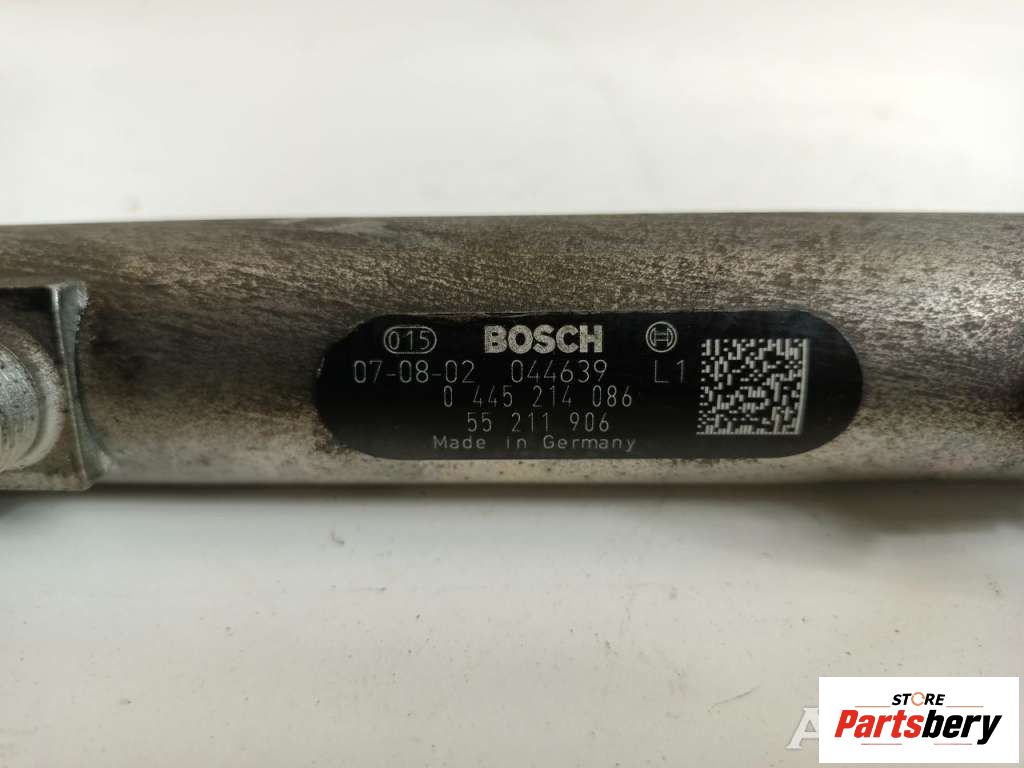 015 BOSCH
07-08-02 044639 L1
0 445 214 086
55 211 906
Made in Germany
STORE
Partsbery